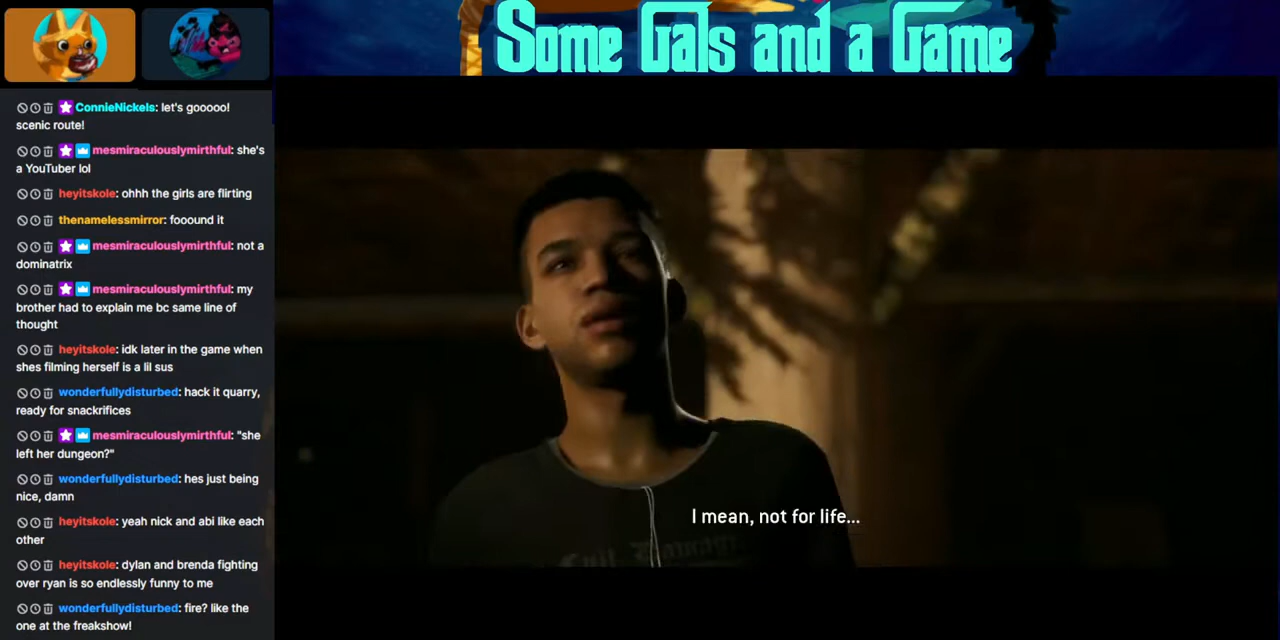 Some Gals and a Game
ConnieNickels: let's gooooo!
scenic route!
mesmiraculouslymirthful: she's
a YouTuber lol
heyitskole: ohhh the girls are flirting
thenamelessmirror: fooound it
mesmiraculouslymirthful: not a
dominatrix
mesmiraculouslymirthful: my
brother had to explain me bc same line of
thought
heyitskole: idk later in the game when
shes filming herself is a lil sus
wonderfullydisturbed: hack it quarry,
ready for snackrifices
mesmiraculouslymirthful: "she
left her dungeon?"
wonderfullydisturbed: hes just being
nice, damn
heyitskole: yeah nick and abi like each
other
heyitskole: dylan and brenda fighting
over ryan is so endlessly funny to me
wonderfullydisturbed: fire? like the
one at the freakshow!
I mean, not for life...